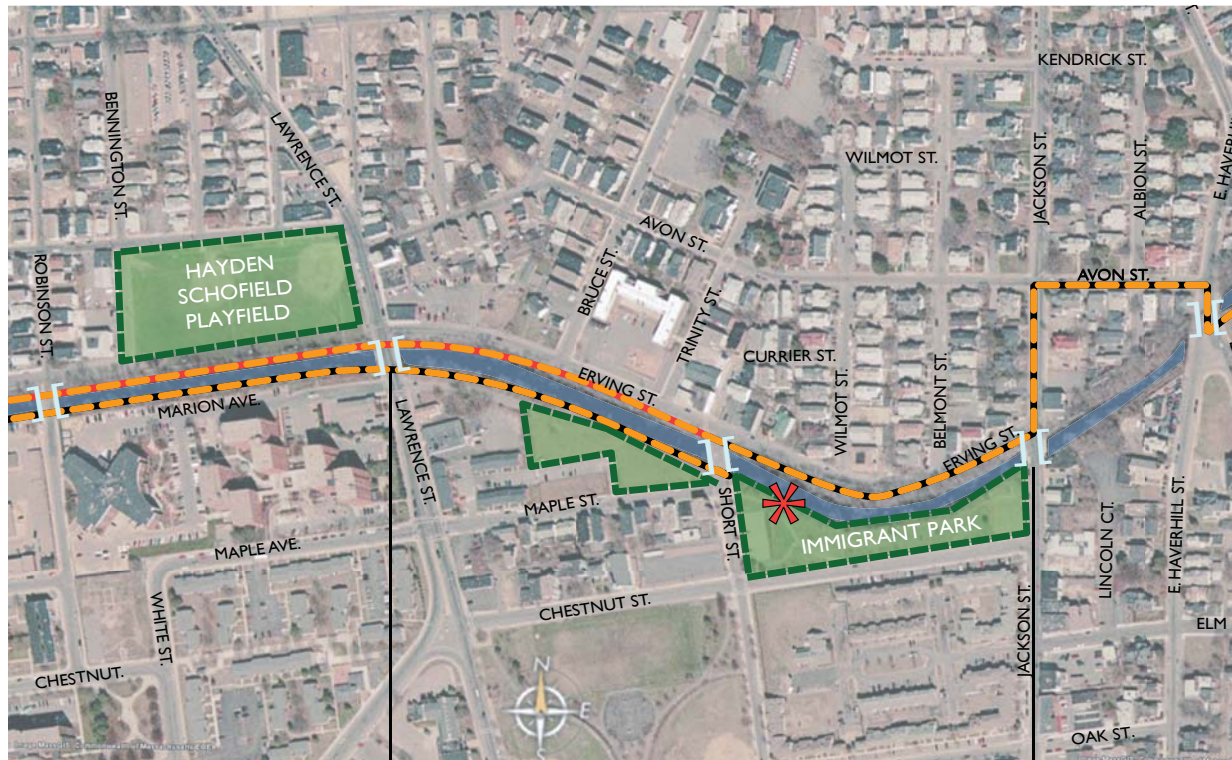 KENDRICK ST.
BENNINGTON ST.
LAWRENCE ST.
WILMOT ST.
JACKSON ST.
ALBION ST.
E. HAVERHI
AVON ST.
HAYDEN
SCHOFIELD
PLAYFIELD
ROBINSON ST.
BRUCE ST.
AVON ST.
TRINITY ST.
CURRIER ST.
ERVING ST.
WILMOT ST.
BELMONT ST.
ERVING ST.
MARION AVE.
LAWRENCE ST.
MAPLE ST.
SHORT ST.
IMMIGRANT PARK
LINCOLN CT.
E. HAVERHILL ST.
MAPLE AVE.
WHITE ST.
CHESTNUT ST.
JACKSON ST.
ELM
CHESTNUT.
N
E
OAK ST.